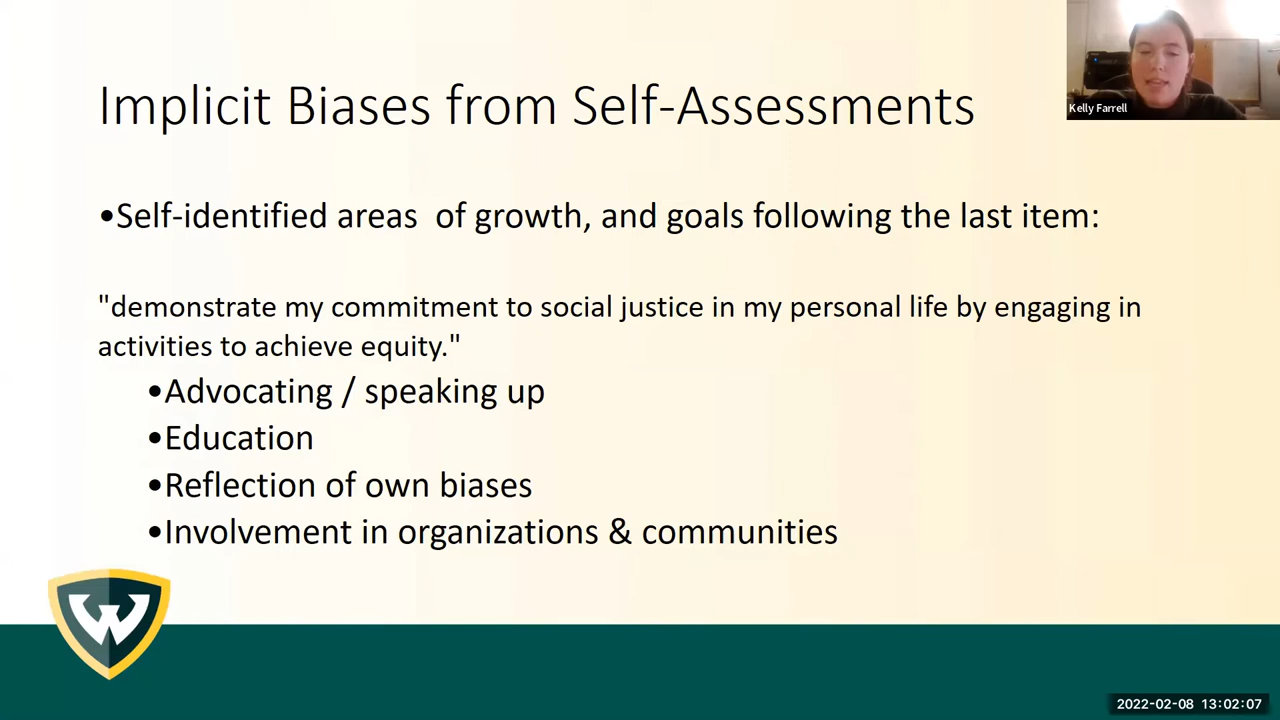 Implicit Biases from Self-Assessments
Kelly Farrell
•Self-identified areas  of growth, and goals following the last item:
"demonstrate my commitment to social justice in my personal life by engaging in
activities to achieve equity."
•Advocating / speaking up
•Education
•Reflection of own biases
•Involvement in organizations & communities
W
2022-02-08 13:02:07